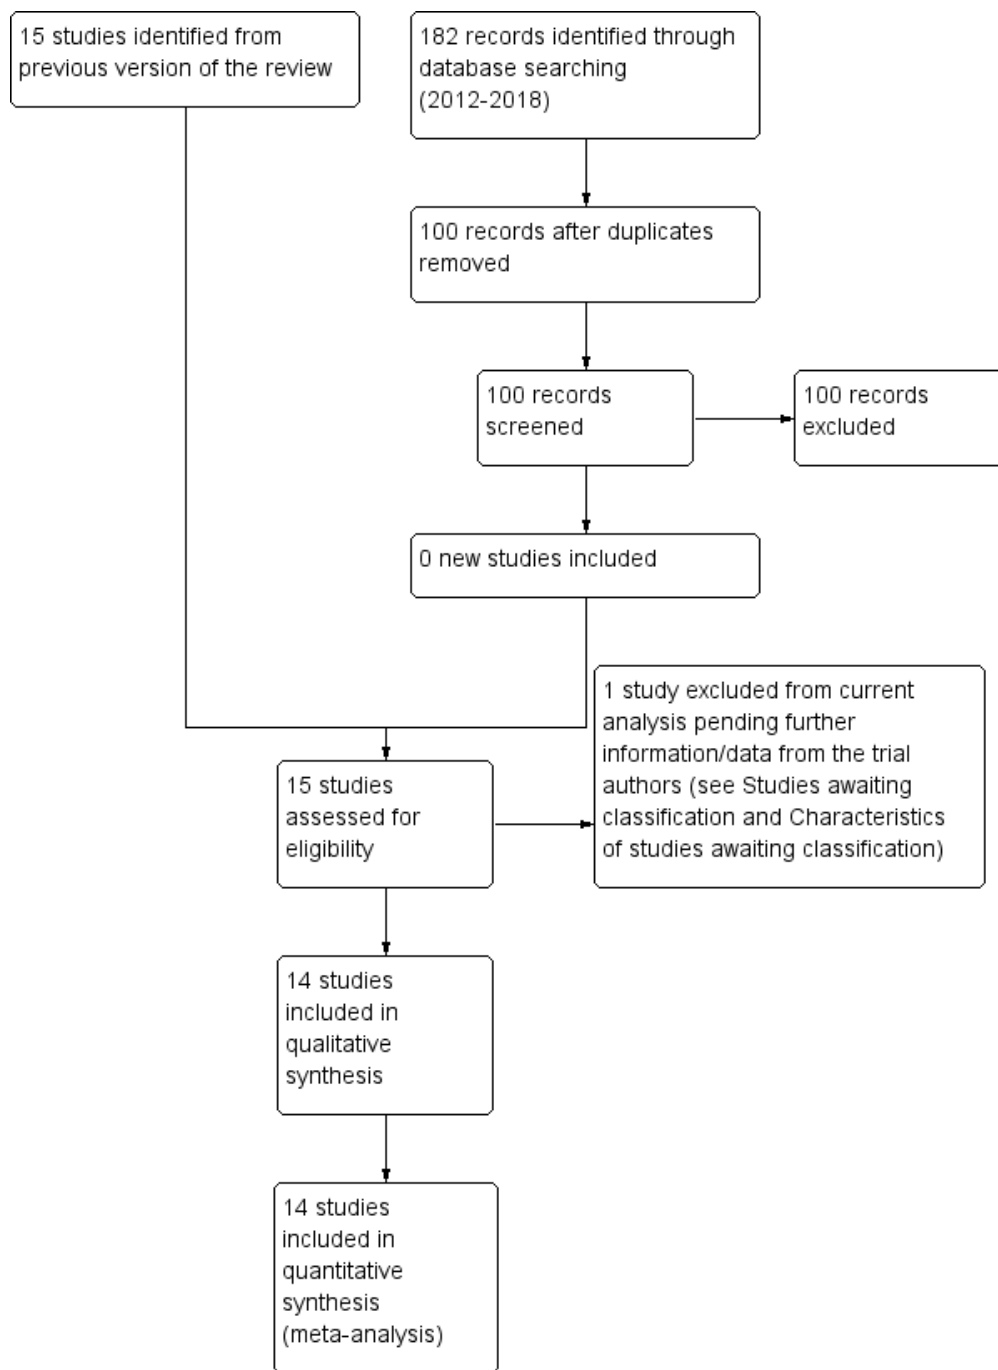 15 studies identified from
previous version of the review
182 records identified through
database searching
(2012-2018)
100 records after duplicates
removed
100 records
screened
100 records
excluded
0 new studies included
1 study excluded from current
analysis pending further
information/data from the trial
authors (see Studies awaiting
classification and Characteristics
of studies awaiting classification)
15 studies
assessed for
eligibility
14 studies
included in
qualitative
synthesis
14 studies
included in
quantitative
synthesis
(meta-analysis)